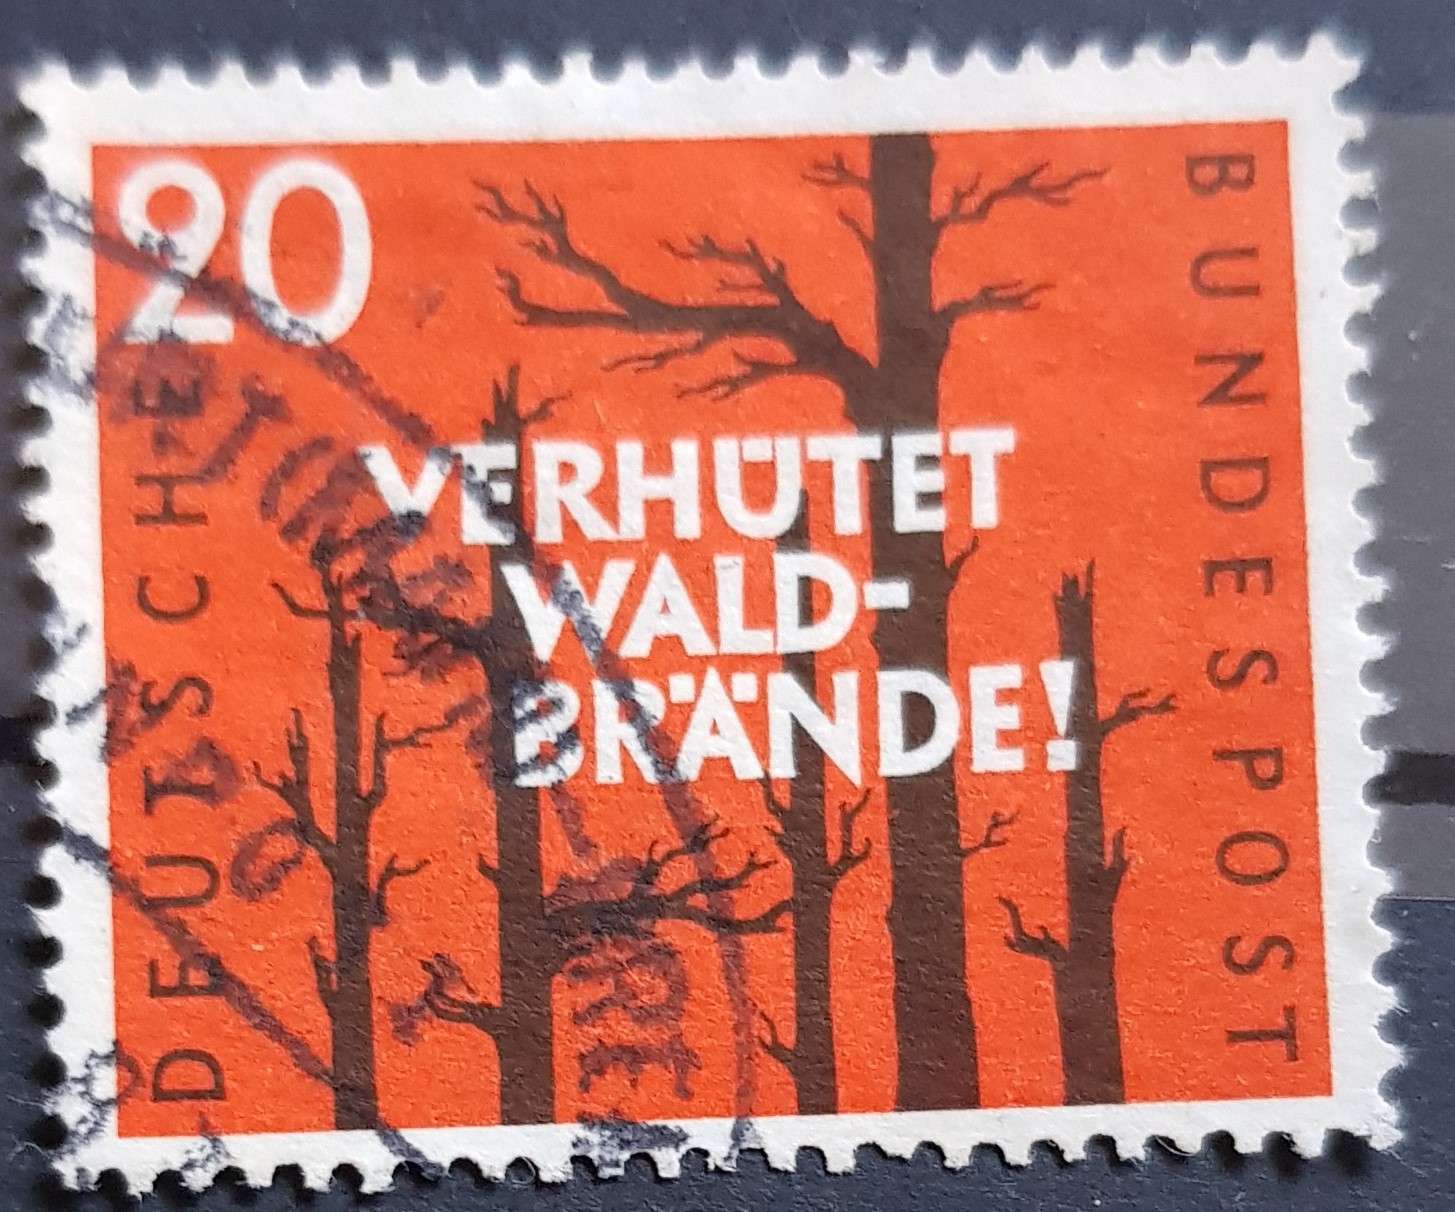 20
DEUTSCHE
VERHÜTET
WALD-
BRÄNDE!
BUNDESPOST